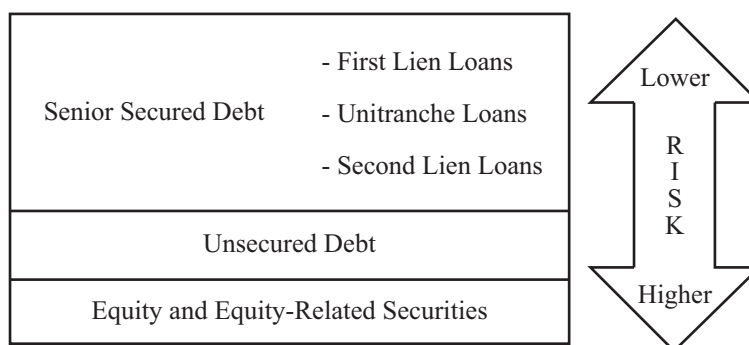 - First Lien Loans
Senior Secured Debt
- Unitranche Loans
- Second Lien Loans
Unsecured Debt
Equity and Equity-Related Securities
Lower
R
I
S
K
Higher